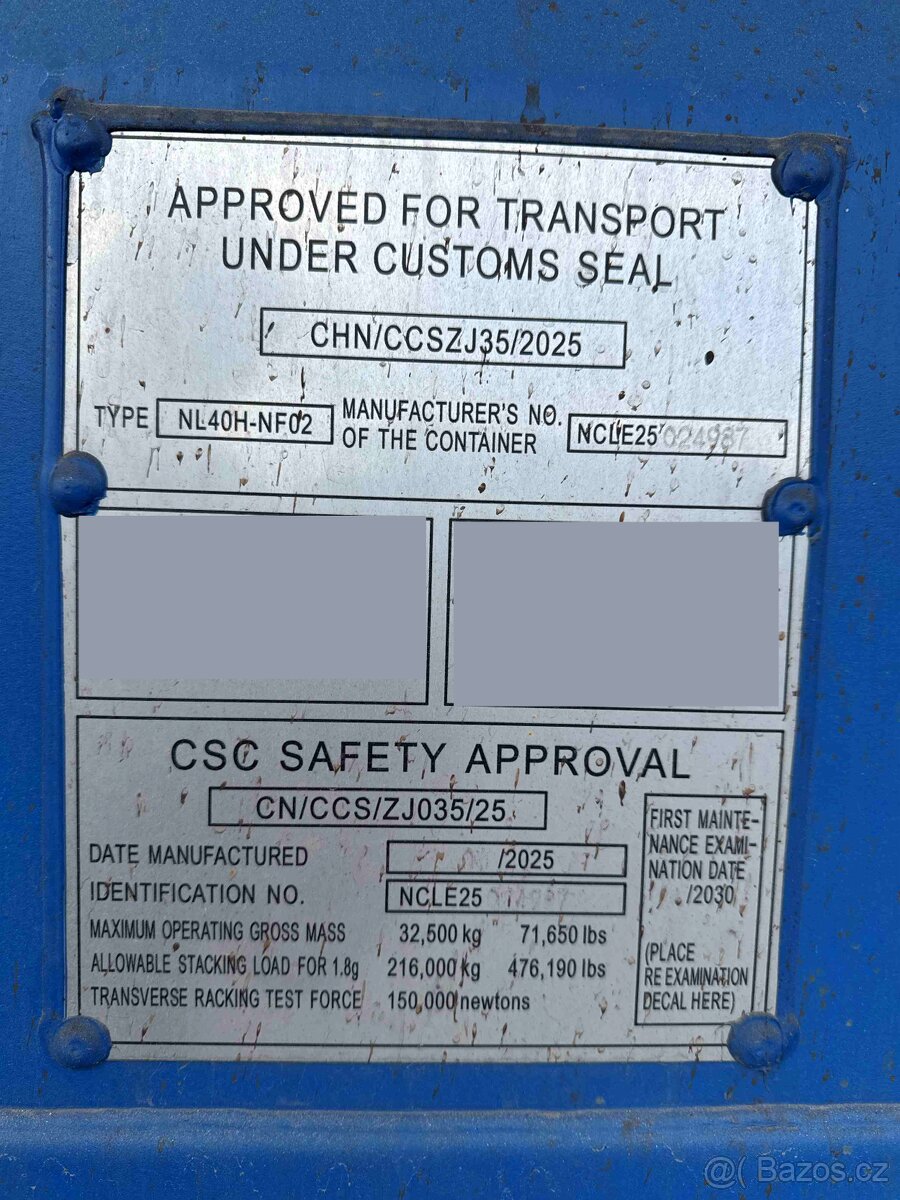 APPROVED FOR TRANSPORT
UNDER CUSTOMS SEAL
CHN/CCSZJ35/2025
TYPE NL40H-NF02 MANUFACTURER'S NO.
OF THE CONTAINER NCLE25 024987
CSC SAFETY APPROVAL
CN/CCS/ZJ035/25
DATE MANUFACTURED /2025
IDENTIFICATION NO. NCLE25
MAXIMUM OPERATING GROSS MASS 32,500 kg 71,650 lbs
ALLOWABLE STACKING LOAD FOR 1.8g 216,000 kg 476,190 lbs
TRANSVERSE RACKING TEST FORCE 150,000 newtons
FIRST MAINTE-
NANCE EXAMI-
NATION DATE
/2030
(PLACE
RE EXAMINATION
DECAL HERE)
@( Bazos.cz